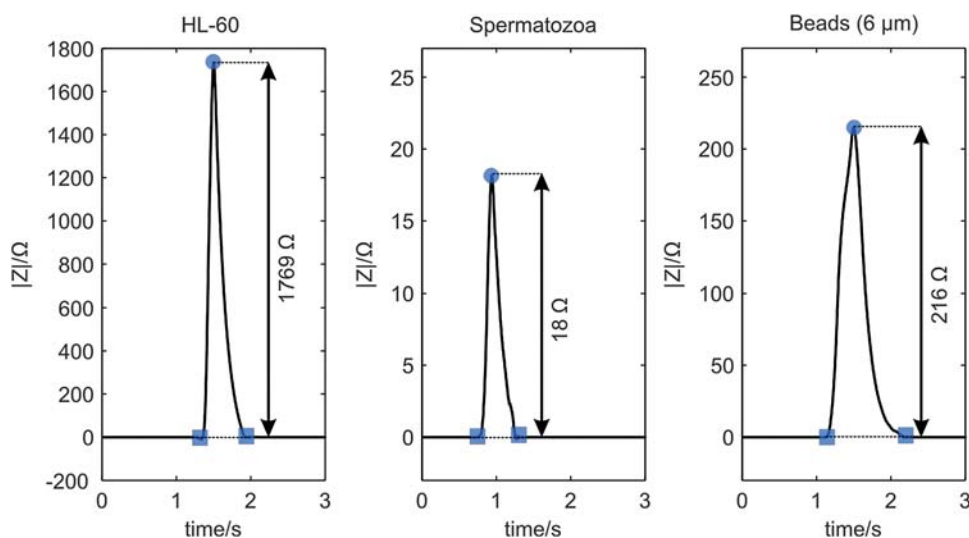 HL-60
1800
1600
1400
1200
1000
800
600
400
200
0
-200
|Z|/Ω
1769 Ω
0 1 2 3
time/s
Spermatozoa
25
20
15
10
5
0
|Z|/Ω
18 Ω
0 1 2 3
time/s
Beads (6 µm)
250
200
150
100
50
0
|Z|/Ω
216 Ω
0 1 2 3
time/s